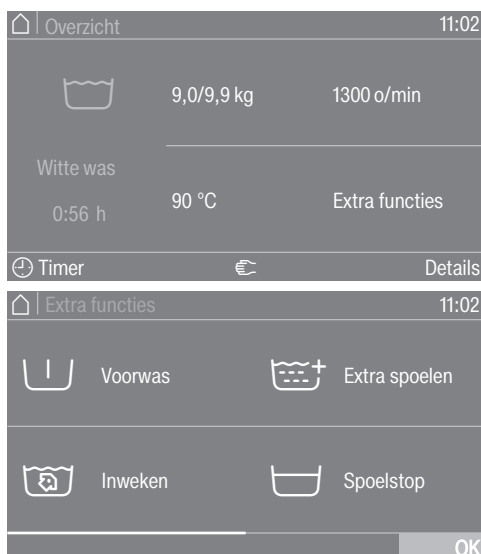 Overzicht 11:02
9,0/9,9 kg 1300 o/min
Witte was
90 °C Extra functies
0:56 h
Timer Details
Extra functies 11:02
Voorwas Extra spoelen
Inweken Spoelstop
OK